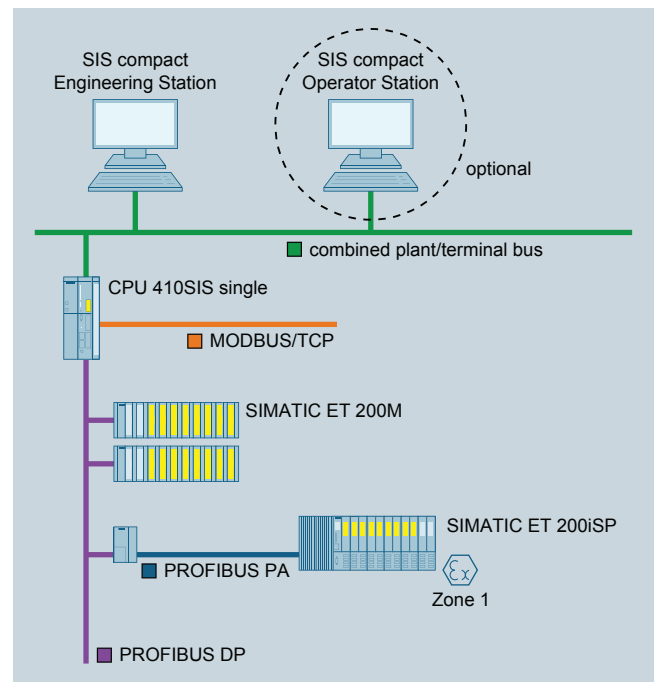 SIS compact
Engineering Station
SIS compact
Operator Station
optional
combined plant/terminal bus
CPU 410SIS single
MODBUS/TCP
SIMATIC ET 200M
SIMATIC ET 200iSP
εx
PROFIBUS PA
Zone 1
PROFIBUS DP